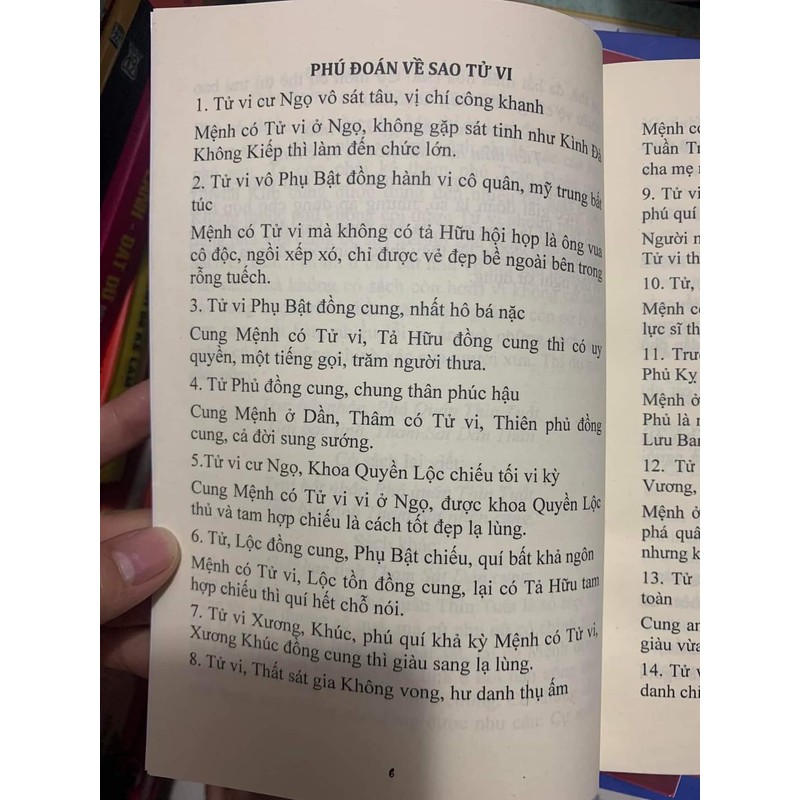 PHÚ ĐOÁN VỀ SAO TỬ VI
1. Tử vi cư Ngọ vô sát tâu, vị chí công khanh
Mệnh có Tử vi ở Ngọ, không gặp sát tinh như Kình Đà
Không Kiếp thì làm đến chức lớn.
2. Tử vi vô Phụ Bật đồng hành vi cô quân, mỹ trung bất
túc
Mệnh có Tử vi mà không có tả Hữu hội họp là ông vua
cô độc, ngồi xếp xó, chỉ được vẻ đẹp bề ngoài bên trong
rỗng tuếch.
3. Tử vi Phụ Bật đồng cung, nhất hô bá nặc
Cung Mệnh có Tử vi, Tả Hữu đồng cung thì có uy
quyền, một tiếng gọi, trăm người thưa.
4. Tử Phủ đồng cung, chung thân phúc hậu
Cung Mệnh ở Dần, Thâm có Tử vi, Thiên phủ đồng
cung, cả đời sung sướng.
5.Tử vi cư Ngọ, Khoa Quyền Lộc chiếu tối vi kỳ
Cung Mệnh có Tử vi vi ở Ngọ, được khoa Quyền Lộc
thủ và tam hợp chiếu là cách tốt đẹp lạ lùng.
6. Tử, Lộc đồng cung, Phụ Bật chiếu, quí bất khả ngôn
Mệnh có Tử vi, Lộc tồn đồng cung, lại có Tả Hữu tam
hợp chiếu thì quí hết chỗ nói.
7. Tử vi Xương, Khúc, phú quí khả kỳ Mệnh có Tử vi,
Xương Khúc đồng cung thì giàu sang lạ lùng.
8. Tử vi, Thất sát gia Không vong, hư danh thụ ấm
6
Mệnh có
Tuần Tr
cha mẹ
9. Tử vi
phú quí
Người
Tử vi th
10. Tử,
Mệnh có
lực sĩ th
11. Trư
Phủ Kỵ
Mệnh ở
Phủ là
Lưu Ban
12. Tử
Vương,
Mệnh ở
phá quâ
nhưng k
13. Tử
toàn
Cung an
giàu vừa
14. Tử v
danh chi